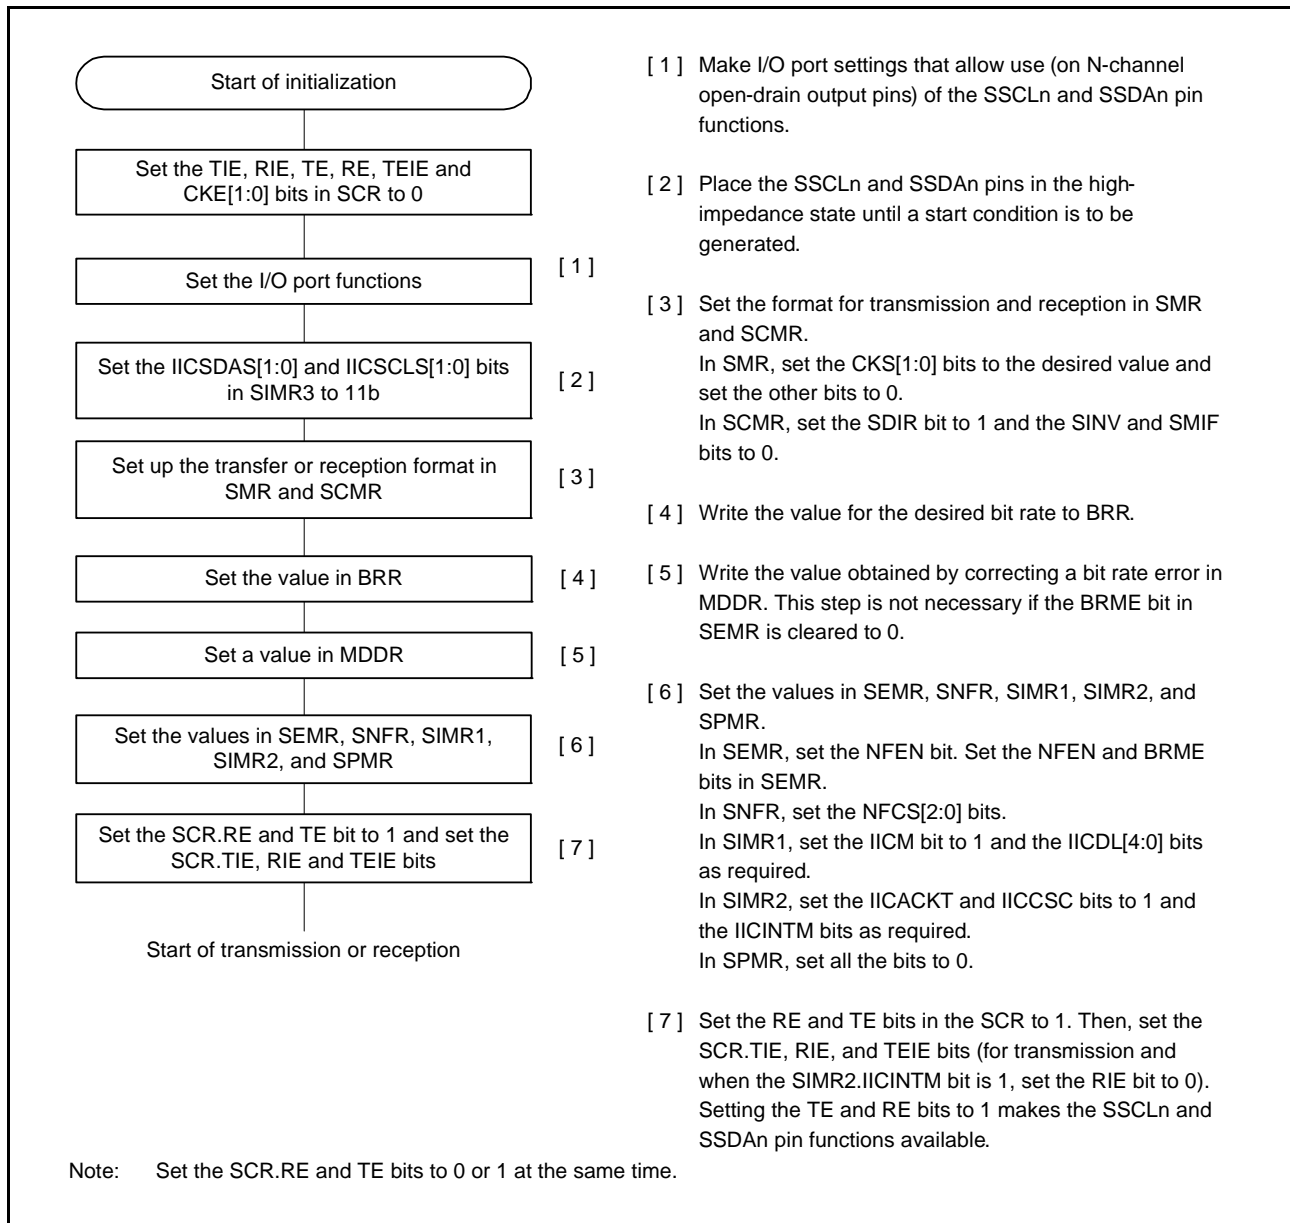 Start of initialization
Set the TIE, RIE, TE, RE, TEIE and
CKE[1:0] bits in SCR to 0
Set the I/O port functions
[ 1 ]
Set the IICSDAS[1:0] and IICSCLS[1:0] bits
in SIMR3 to 11b
[ 2 ]
Set up the transfer or reception format in
SMR and SCMR
[ 3 ]
Set the value in BRR
[ 4 ]
Set a value in MDDR
[ 5 ]
Set the values in SEMR, SNFR, SIMR1,
SIMR2, and SPMR
[ 6 ]
Set the SCR.RE and TE bit to 1 and set the
SCR.TIE, RIE and TEIE bits
[ 7 ]
Start of transmission or reception
[ 1 ] Make I/O port settings that allow use (on N-channel
open-drain output pins) of the SSCLn and SSDAn pin
functions.
[ 2 ] Place the SSCLn and SSDAn pins in the high-
impedance state until a start condition is to be
generated.
[ 3 ] Set the format for transmission and reception in SMR
and SCMR.
In SMR, set the CKS[1:0] bits to the desired value and
set the other bits to 0.
In SCMR, set the SDIR bit to 1 and the SINV and SMIF
bits to 0.
[ 4 ] Write the value for the desired bit rate to BRR.
[ 5 ] Write the value obtained by correcting a bit rate error in
MDDR. This step is not necessary if the BRME bit in
SEMR is cleared to 0.
[ 6 ] Set the values in SEMR, SNFR, SIMR1, SIMR2, and
SPMR.
In SEMR, set the NFEN bit. Set the NFEN and BRME
bits in SEMR.
In SNFR, set the NFCS[2:0] bits.
In SIMR1, set the IICM bit to 1 and the IICDL[4:0] bits
as required.
In SIMR2, set the IICACKT and IICCSC bits to 1 and
the IICINTM bits as required.
In SPMR, set all the bits to 0.
[ 7 ] Set the RE and TE bits in the SCR to 1. Then, set the
SCR.TIE, RIE, and TEIE bits (for transmission and
when the SIMR2.IICINTM bit is 1, set the RIE bit to 0).
Setting the TE and RE bits to 1 makes the SSCLn and
SSDAn pin functions available.
Note: Set the SCR.RE and TE bits to 0 or 1 at the same time.